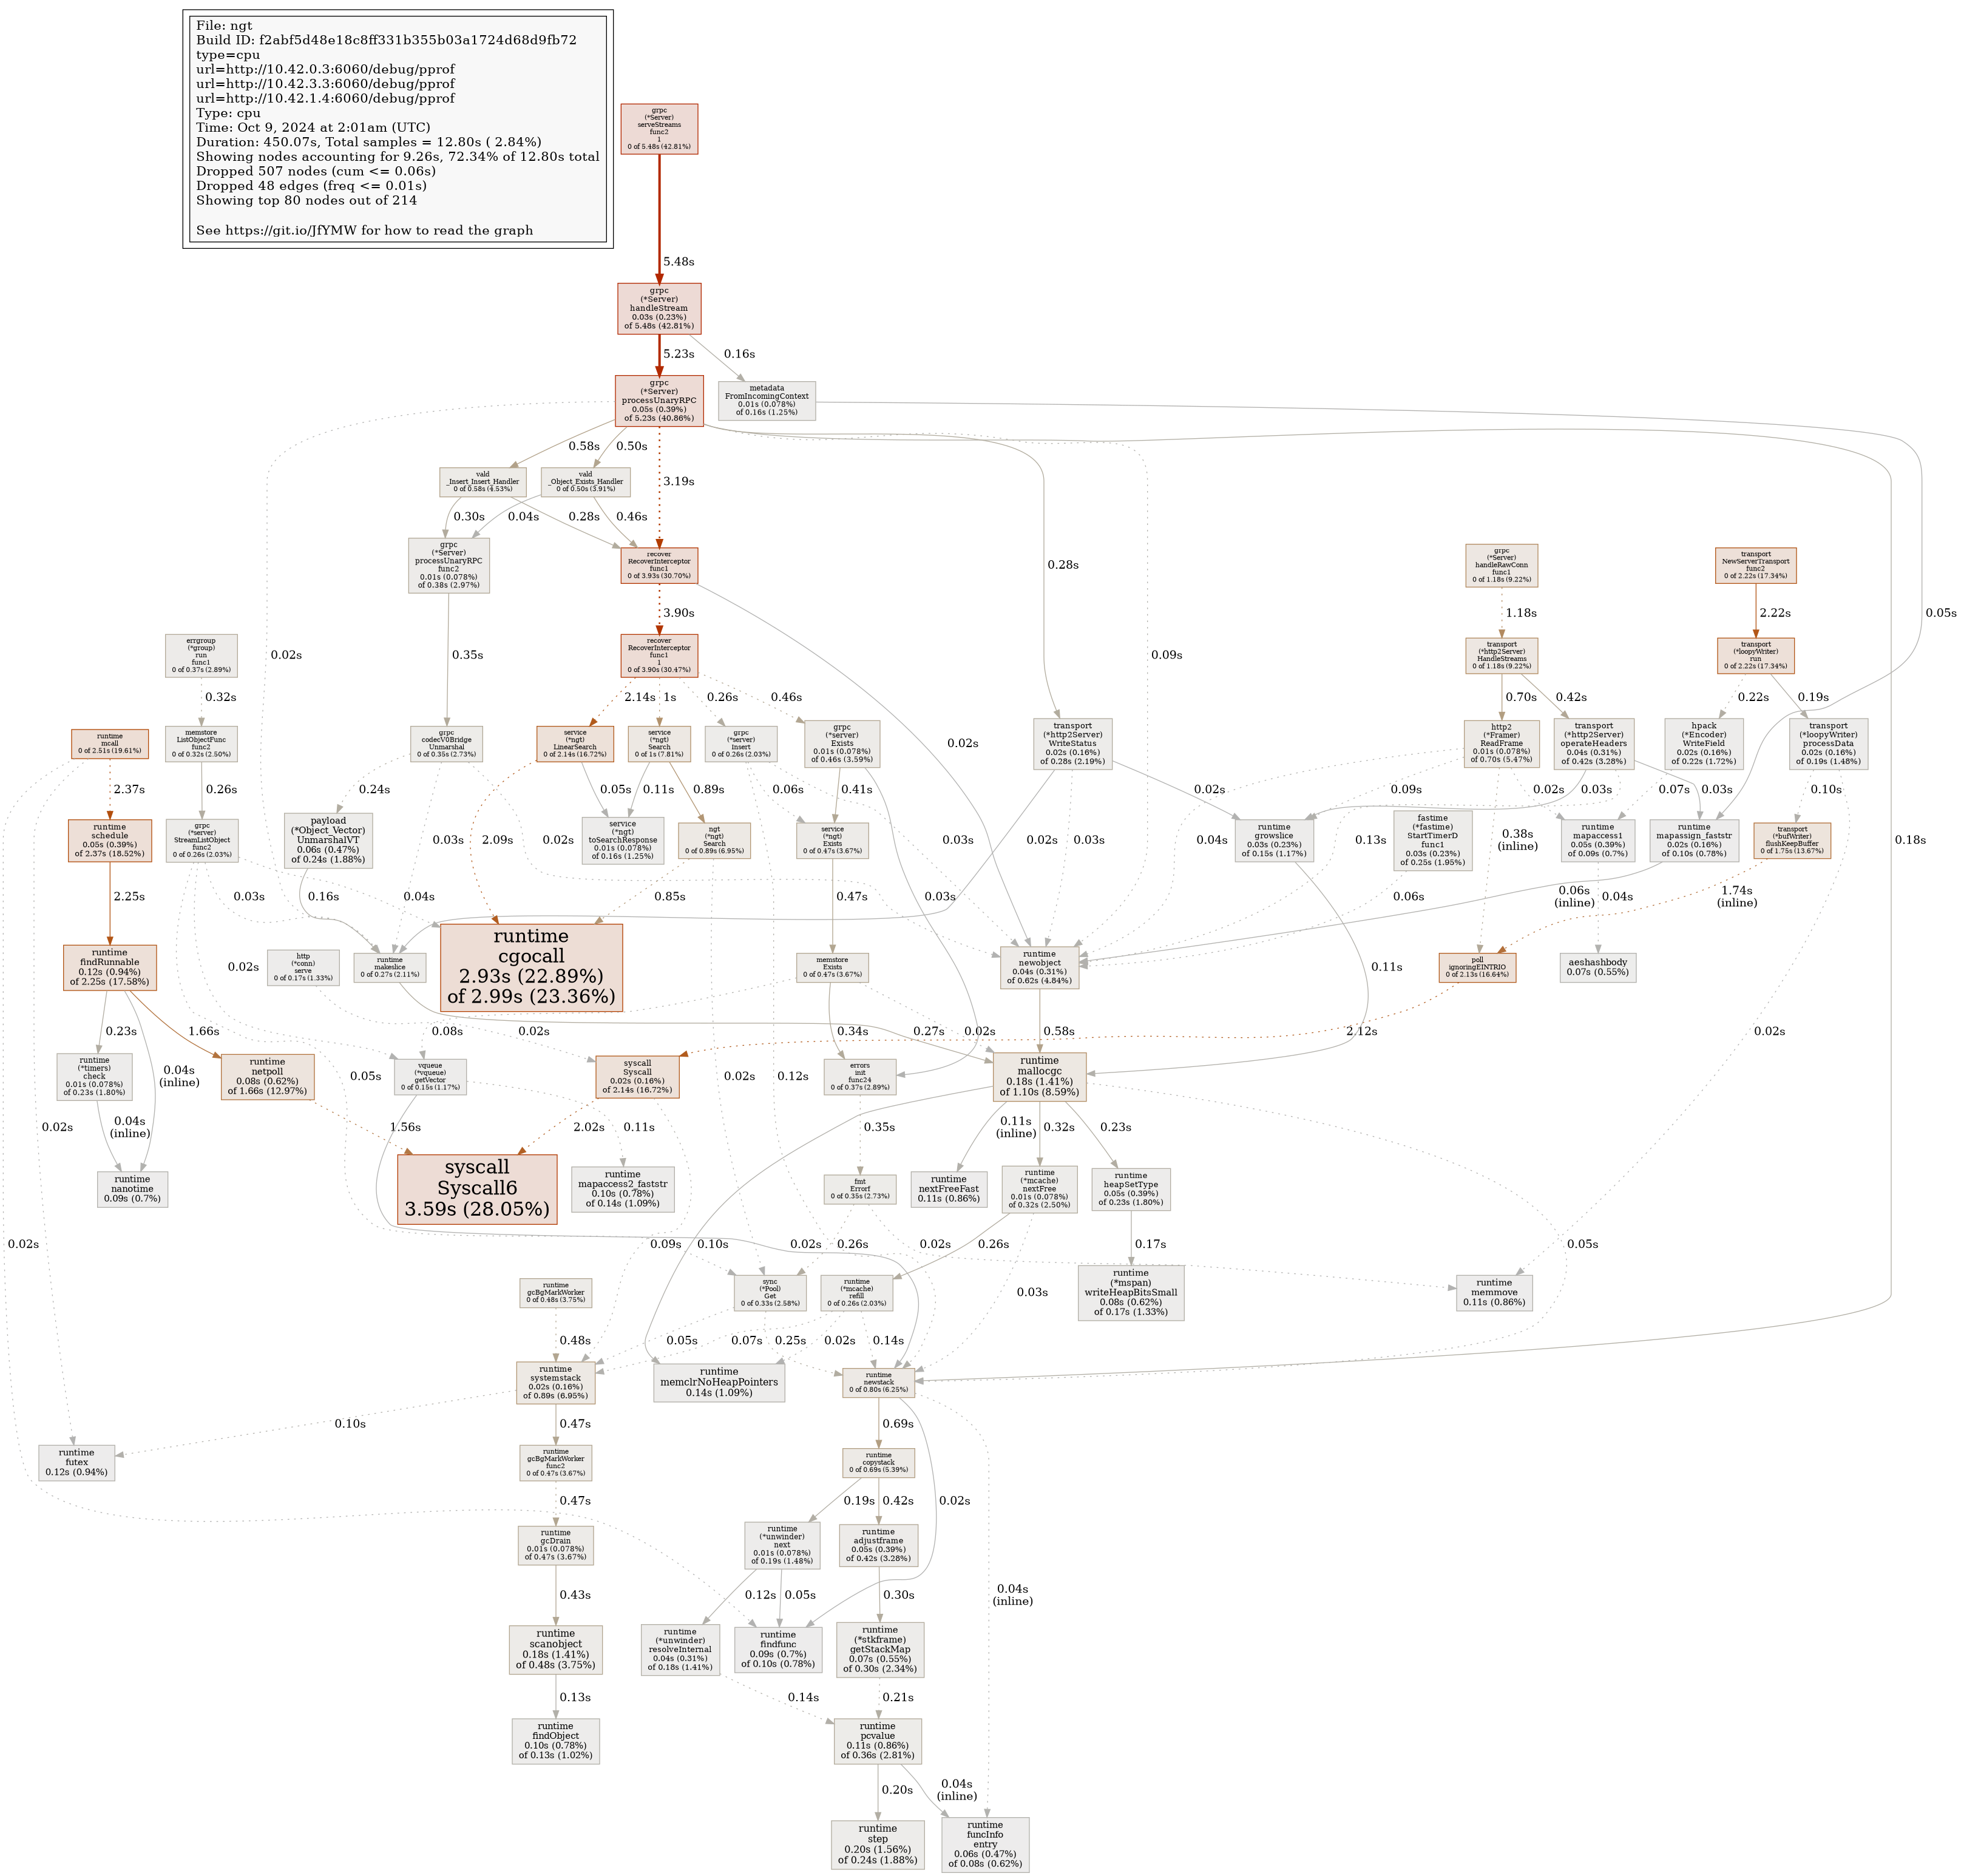 File: ngt
Build ID: f2abf5d48e18c8ff331b355b03a1724d68d9fb72
type=cpu
url=http://10.42.0.3:6060/debug/pprof
url=http://10.42.3.3:6060/debug/pprof
url=http://10.42.1.4:6060/debug/pprof
Type: cpu
Time: Oct 9, 2024 at 2:01am (UTC)
Duration: 450.07s, Total samples = 12.80s ( 2.84%)
Showing nodes accounting for 9.26s, 72.34% of 12.80s total
Dropped 507 nodes (cum <= 0.06s)
Dropped 48 edges (freq <= 0.01s)
Showing top 80 nodes out of 214
See https://git.io/JfYMW for how to read the graph
grpc
(*Server)
serveStreams
func2
1
0 of 5.48s (42.81%)
5.48s
grpc
(*Server)
handleStream
0.03s (0.23%)
of 5.48s (42.81%)
5.23s
0.16s
grpc
(*Server)
processUnaryRPC
0.05s (0.39%)
of 5.23s (40.86%)
metadata
FromIncomingContext
0.01s (0.078%)
of 0.16s (1.25%)
0.58s
0.50s
3.19s
vald
_Insert_Insert_Handler
0 of 0.58s (4.53%)
vald
_Object_Exists_Handler
0 of 0.50s (3.91%)
0.30s
0.04s
0.28s
0.46s
0.28s
grpc
(*Server)
processUnaryRPC
func2
0.01s (0.078%)
of 0.38s (2.97%)
recover
RecoverInterceptor
func1
0 of 3.93s (30.70%)
grpc
(*Server)
handleRawConn
func1
0 of 1.18s (9.22%)
transport
NewServerTransport
func2
0 of 2.22s (17.34%)
3.90s
1.18s
2.22s
0.05s
errgroup
(*group)
run
func1
0 of 0.37s (2.89%)
0.02s
0.35s
recover
RecoverInterceptor
func1
1
0 of 3.90s (30.47%)
0.09s
transport
(*http2Server)
HandleStreams
0 of 1.18s (9.22%)
transport
(*loopyWriter)
run
0 of 2.22s (17.34%)
0.32s
2.14s
1s
0.26s
0.46s
0.70s
0.42s
0.22s
0.19s
runtime
mcall
0 of 2.51s (19.61%)
memstore
ListObjectFunc
func2
0 of 0.32s (2.50%)
grpc
codecV0Bridge
Unmarshal
0 of 0.35s (2.73%)
service
(*ngt)
LinearSearch
0 of 2.14s (16.72%)
service
(*ngt)
Search
0 of 1s (7.81%)
grpc
(*server)
Insert
0 of 0.26s (2.03%)
grpc
(*server)
Exists
0.01s (0.078%)
of 0.46s (3.59%)
0.02s
transport
(*http2Server)
WriteStatus
0.02s (0.16%)
of 0.28s (2.19%)
http2
(*Framer)
ReadFrame
0.01s (0.078%)
of 0.70s (5.47%)
transport
(*http2Server)
operateHeaders
0.04s (0.31%)
of 0.42s (3.28%)
hpack
(*Encoder)
WriteField
0.02s (0.16%)
of 0.22s (1.72%)
transport
(*loopyWriter)
processData
0.02s (0.16%)
of 0.19s (1.48%)
2.37s
0.26s
0.24s
0.05s
0.11s
0.89s
0.06s
0.41s
0.02s
0.09s
0.02s
0.03s
0.07s
0.03s
0.10s
runtime
schedule
0.05s (0.39%)
of 2.37s (18.52%)
grpc
(*server)
StreamListObject
func2
0 of 0.26s (2.03%)
payload
(*Object_Vector)
UnmarshalVT
0.06s (0.47%)
of 0.24s (1.88%)
0.03s
2.09s
0.02s
service
(*ngt)
toSearchResponse
0.01s (0.078%)
of 0.16s (1.25%)
ngt
(*ngt)
Search
0 of 0.89s (6.95%)
service
(*ngt)
Exists
0 of 0.47s (3.67%)
0.03s
0.02s
0.03s
0.04s
runtime
growslice
0.03s (0.23%)
of 0.15s (1.17%)
0.13s
fastime
(*fastime)
StartTimerD
func1
0.03s (0.23%)
of 0.25s (1.95%)
0.38s
(inline)
runtime
mapaccess1
0.05s (0.39%)
of 0.09s (0.7%)
runtime
mapassign_faststr
0.02s (0.16%)
of 0.10s (0.78%)
transport
(*bufWriter)
flushKeepBuffer
0 of 1.75s (13.67%)
0.18s
2.25s
0.03s
0.04s
0.16s
0.85s
0.47s
0.03s
0.06s
0.06s
(inline)
0.04s
1.74s
(inline)
runtime
findRunnable
0.12s (0.94%)
of 2.25s (17.58%)
0.02s
http
(*conn)
serve
0 of 0.17s (1.33%)
runtime
makeslice
0 of 0.27s (2.11%)
runtime
cgocall
2.93s (22.89%)
of 2.99s (23.36%)
memstore
Exists
0 of 0.47s (3.67%)
runtime
newobject
0.04s (0.31%)
of 0.62s (4.84%)
0.11s
poll
ignoringEINTRIO
0 of 2.13s (16.64%)
aeshashbody
0.07s (0.55%)
0.23s
1.66s
0.08s
0.02s
0.34s
0.27s
0.02s
0.58s
2.12s
0.02s
runtime
(*timers)
check
0.01s (0.078%)
of 0.23s (1.80%)
0.04s
(inline)
runtime
netpoll
0.08s (0.62%)
of 1.66s (12.97%)
0.05s
vqueue
(*vqueue)
getVector
0 of 0.15s (1.17%)
syscall
Syscall
0.02s (0.16%)
of 2.14s (16.72%)
0.02s
0.12s
errors
init
func24
0 of 0.37s (2.89%)
runtime
mallocgc
0.18s (1.41%)
of 1.10s (8.59%)
0.02s
0.04s
(inline)
1.56s
0.11s
2.02s
0.35s
0.11s
(inline)
0.32s
0.23s
runtime
nanotime
0.09s (0.7%)
syscall
Syscall6
3.59s (28.05%)
runtime
mapaccess2_faststr
0.10s (0.78%)
of 0.14s (1.09%)
fmt
Errorf
0 of 0.35s (2.73%)
runtime
nextFreeFast
0.11s (0.86%)
runtime
(*mcache)
nextFree
0.01s (0.078%)
of 0.32s (2.50%)
runtime
heapSetType
0.05s (0.39%)
of 0.23s (1.80%)
0.02s
0.09s
0.10s
0.02s
0.26s
0.02s
0.26s
0.17s
0.05s
runtime
gcBgMarkWorker
0 of 0.48s (3.75%)
sync
(*Pool)
Get
0 of 0.33s (2.58%)
runtime
(*mcache)
refill
0 of 0.26s (2.03%)
0.03s
runtime
(*mspan)
writeHeapBitsSmall
0.08s (0.62%)
of 0.17s (1.33%)
runtime
memmove
0.11s (0.86%)
0.48s
0.05s
0.07s
0.25s
0.02s
0.14s
runtime
systemstack
0.02s (0.16%)
of 0.89s (6.95%)
runtime
memclrNoHeapPointers
0.14s (1.09%)
runtime
newstack
0 of 0.80s (6.25%)
0.10s
0.47s
0.69s
runtime
futex
0.12s (0.94%)
runtime
gcBgMarkWorker
func2
0 of 0.47s (3.67%)
runtime
copystack
0 of 0.69s (5.39%)
0.47s
0.19s
0.42s
0.02s
runtime
gcDrain
0.01s (0.078%)
of 0.47s (3.67%)
runtime
(*unwinder)
next
0.01s (0.078%)
of 0.19s (1.48%)
runtime
adjustframe
0.05s (0.39%)
of 0.42s (3.28%)
0.43s
0.12s
0.05s
0.30s
0.04s
(inline)
runtime
scanobject
0.18s (1.41%)
of 0.48s (3.75%)
runtime
(*unwinder)
resolveInternal
0.04s (0.31%)
of 0.18s (1.41%)
runtime
findfunc
0.09s (0.7%)
of 0.10s (0.78%)
runtime
(*stkframe)
getStackMap
0.07s (0.55%)
of 0.30s (2.34%)
0.13s
0.14s
0.21s
runtime
findObject
0.10s (0.78%)
of 0.13s (1.02%)
runtime
pcvalue
0.11s (0.86%)
of 0.36s (2.81%)
0.20s
0.04s
(inline)
runtime
step
0.20s (1.56%)
of 0.24s (1.88%)
runtime
funcInfo
entry
0.06s (0.47%)
of 0.08s (0.62%)